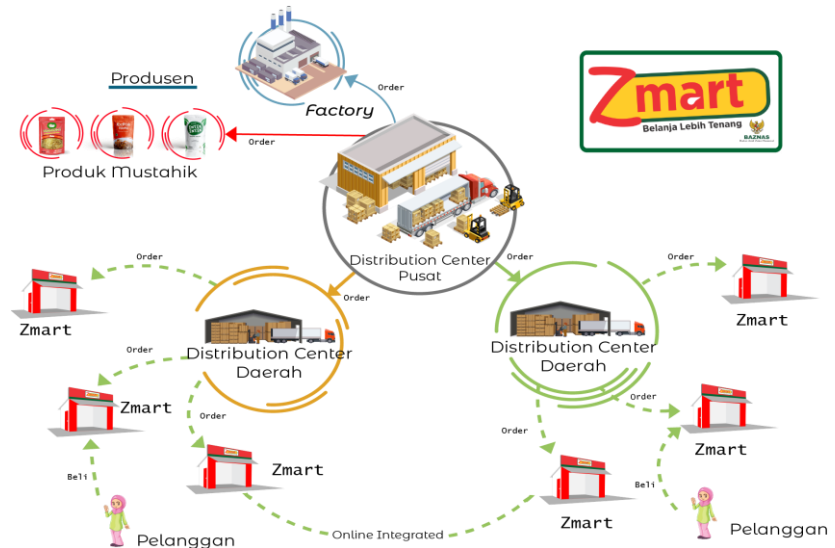 Produsen
Order
Factory
Order
Produk Mustahik
Zmart
Belanja Lebih Tenang
BAZNAS
Distribution Center
Pusat
Order
Order
Order
Order
Zmart
Zmart
Distribution Center
Daerah
Distribution Center
Daerah
Order
Zmart
Order
Order
Zmart
Order
Zmart
Zmart
Beli
Beli
Pelanggan
Online Integrated
Pelanggan